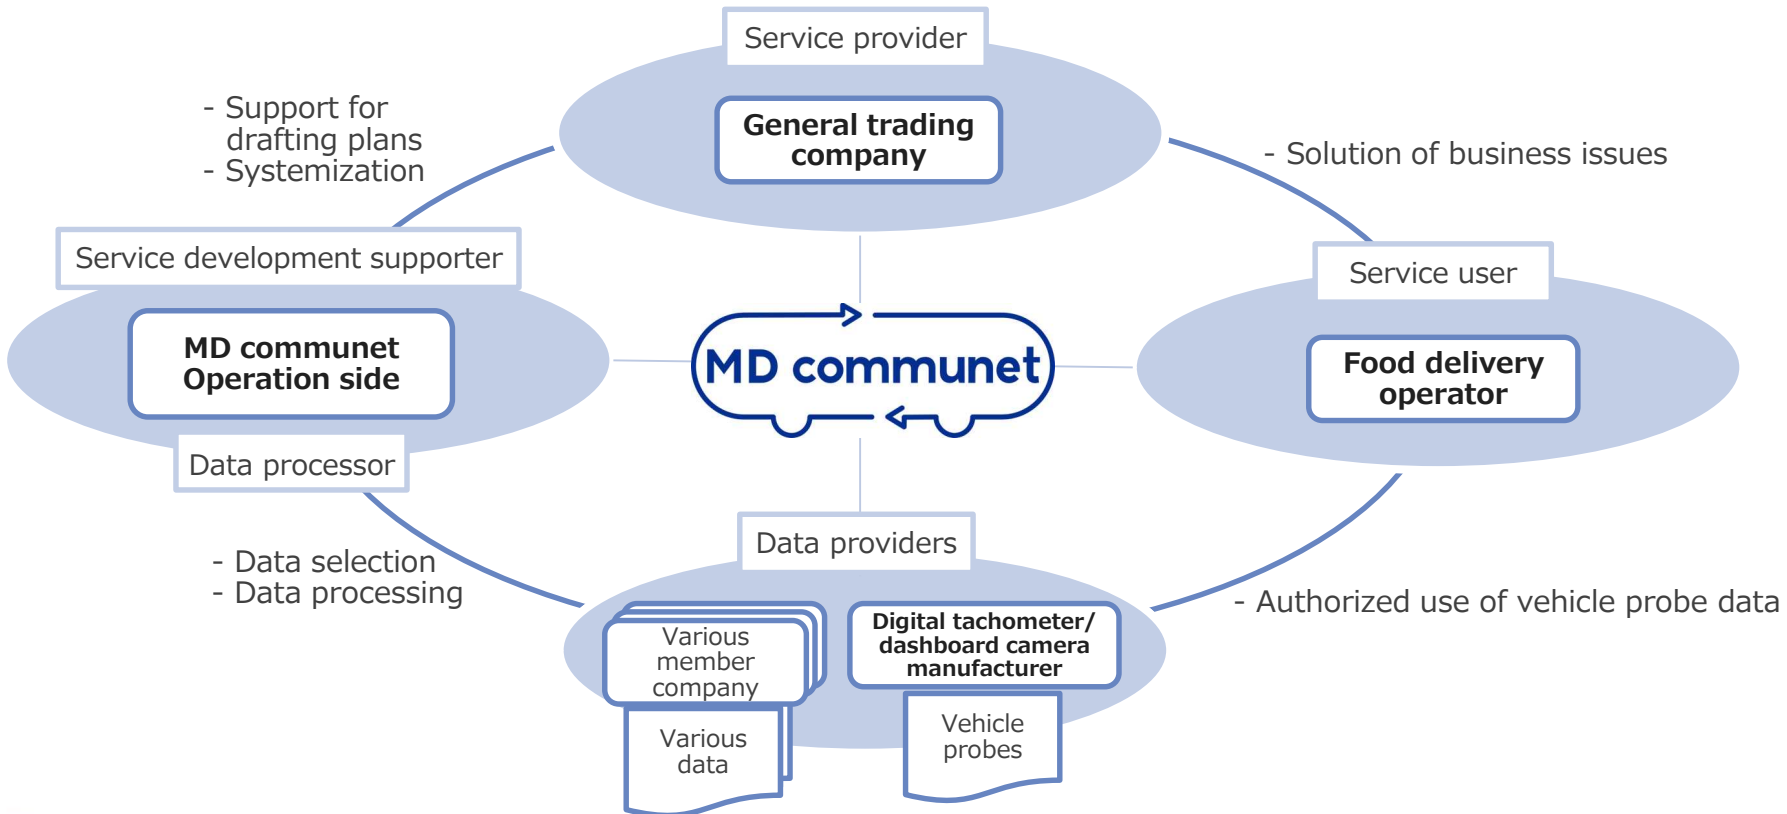 Service provider
General trading
company
- Support for
drafting plans
- Systemization
- Solution of business issues
Service development supporter
MD communet
Operation side
Data processor
MD communet
Service user
Food delivery
operator
- Data selection
- Data processing
Data providers
Various
member
company
Various
data
Digital tachometer/
dashboard camera
manufacturer
Vehicle
probes
- Authorized use of vehicle probe data